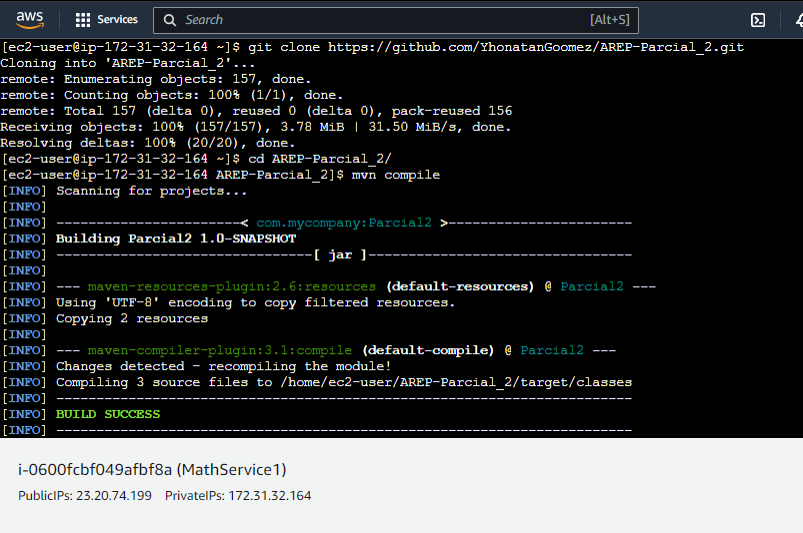 aws Services Search [Alt+S]
[ec2-user@ip-172-31-32-164 ~]$ git clone https://github.com/YhonatanGoomez/AREP-Parcial_2.git
Cloning into 'AREP-Parcial_2'...
remote: Enumerating objects: 157, done.
remote: Counting objects: 100% (1/1), done.
remote: Total 157 (delta 0), reused 0 (delta 0), pack-reused 156
Receiving objects: 100% (157/157), 3.78 MiB | 31.50 MiB/s, done.
Resolving deltas: 100% (20/20), done.
[ec2-user@ip-172-31-32-164 ~]$ cd AREP-Parcial_2/
[ec2-user@ip-172-31-32-164 AREP-Parcial_2]$ mvn compile
[INFO] Scanning for projects...
[INFO]
[INFO] -----------------------< com.mycompany:Parcial2 >-----------------------
[INFO] Building Parcial2 1.0-SNAPSHOT
[INFO] --------------------------------[ jar ]---------------------------------
[INFO]
[INFO] --- maven-resources-plugin:2.6:resources (default-resources) @ Parcial2 ---
[INFO] Using 'UTF-8' encoding to copy filtered resources.
[INFO] Copying 2 resources
[INFO]
[INFO] --- maven-compiler-plugin:3.1:compile (default-compile) @ Parcial2 ---
[INFO] Changes detected - recompiling the module!
[INFO] Compiling 3 source files to /home/ec2-user/AREP-Parcial_2/target/classes
[INFO] ------------------------------------------------------------------------
[INFO] BUILD SUCCESS
[INFO] ------------------------------------------------------------------------
i-0600fcbf049afbf8a (MathService1)
PublicIPs: 23.20.74.199 PrivateIPs: 172.31.32.164